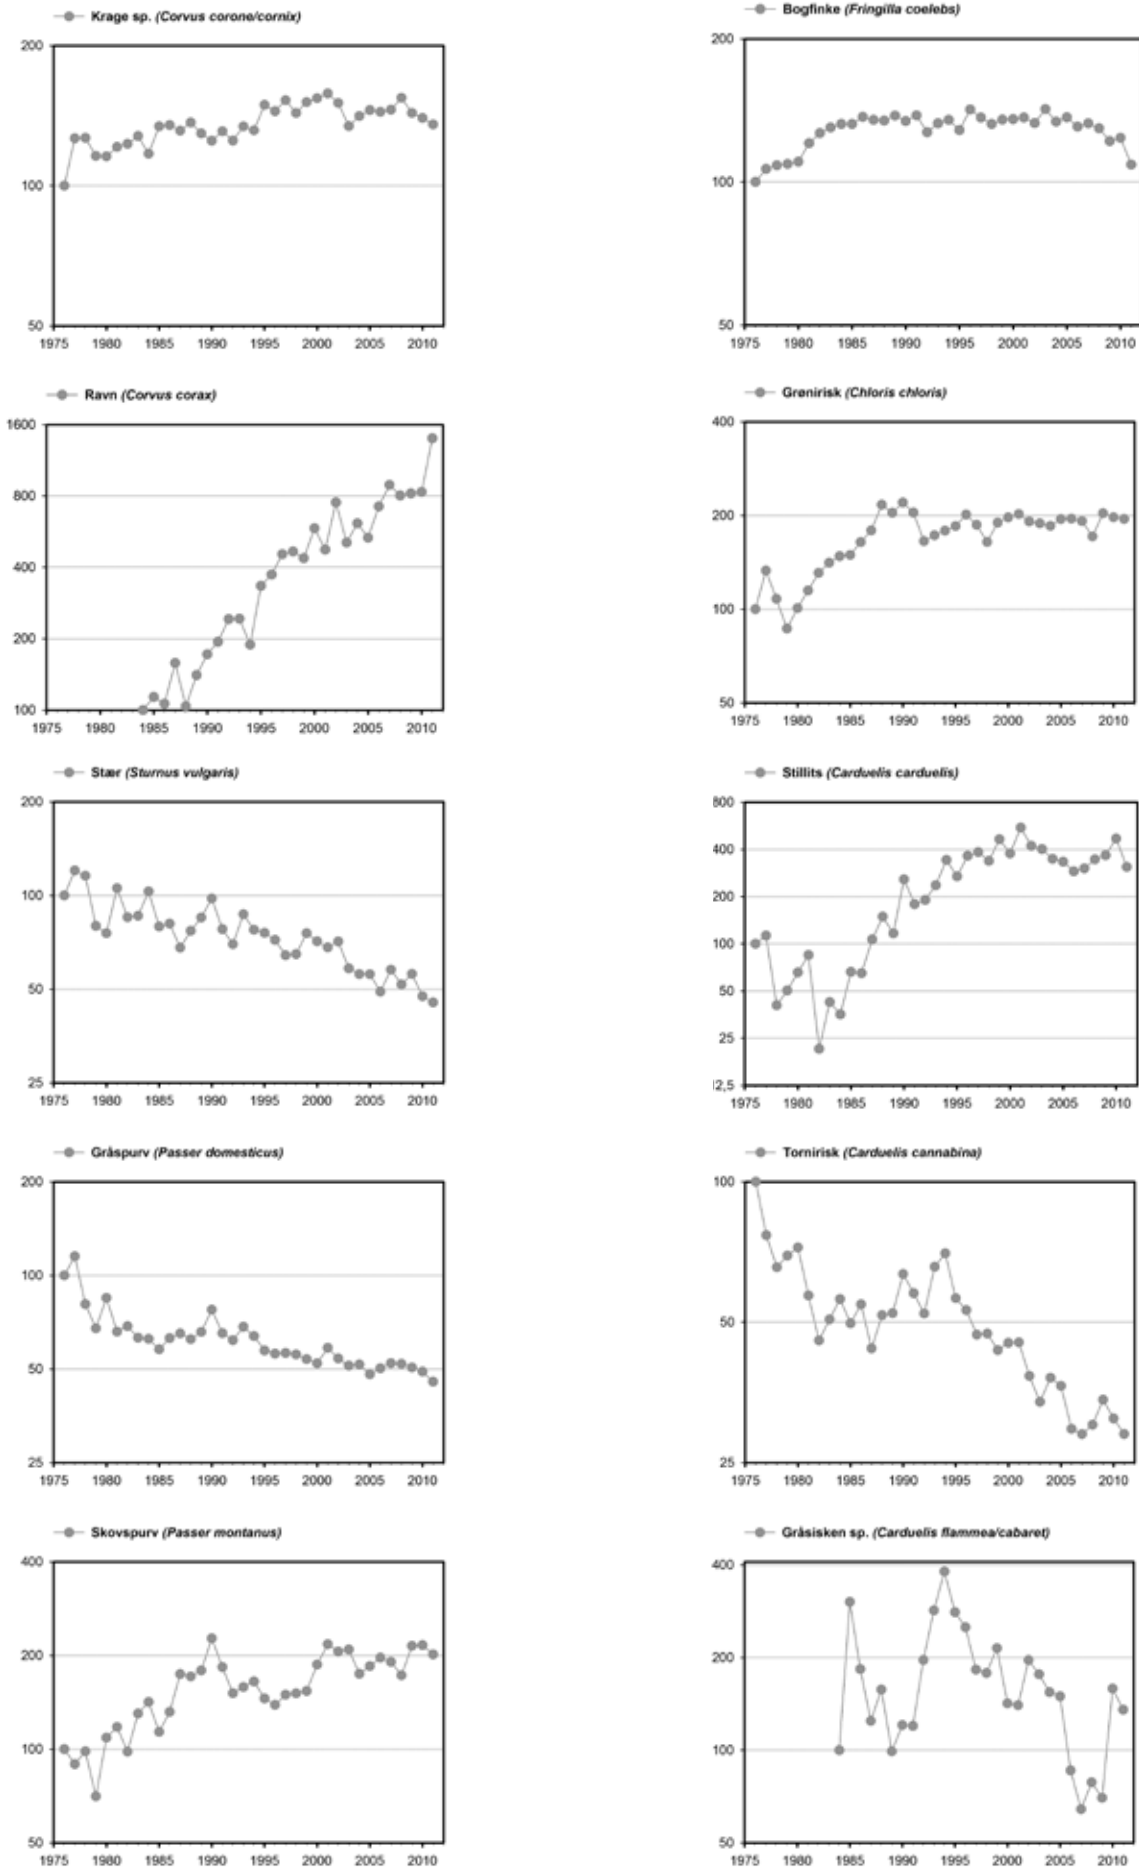 Krage sp. (Corvus corone/cornix)
200
100
50
1975 1980 1985 1990 1995 2000 2005 2010
Bogfinke (Fringilla coelebs)
200
100
50
1975 1980 1985 1990 1995 2000 2005 2010
Ravn (Corvus corax)
1600
800
400
200
100
1975 1980 1985 1990 1995 2000 2005 2010
Grønirisk (Chloris chloris)
400
200
100
50
1975 1980 1985 1990 1995 2000 2005 2010
Stær (Sturnus vulgaris)
200
100
50
25
1975 1980 1985 1990 1995 2000 2005 2010
Stillits (Carduelis carduelis)
800
400
200
100
50
25
12,5
1975 1980 1985 1990 1995 2000 2005 2010
Gråspurv (Passer domesticus)
200
100
50
25
1975 1980 1985 1990 1995 2000 2005 2010
Tornirisk (Carduelis cannabina)
100
50
25
1975 1980 1985 1990 1995 2000 2005 2010
Skovspurv (Passer montanus)
400
200
100
50
1975 1980 1985 1990 1995 2000 2005 2010
Gråsisken sp. (Carduelis flammea/cabaret)
400
200
100
50
1975 1980 1985 1990 1995 2000 2005 2010